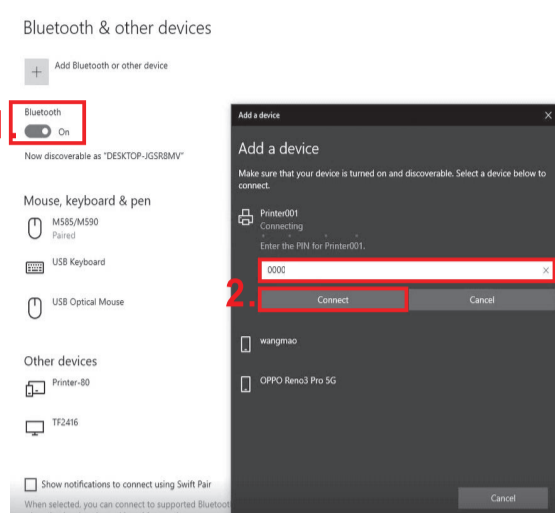 Bluetooth & other devices
Add Bluetooth or other device
Bluetooth
On
Now discoverable as "DESKTOP-JGSR8MV"
Mouse, keyboard & pen
M585/M590
Paired
USB Keyboard
USB Optical Mouse
Other devices
Printer-80
TF2416
Show notifications to connect using Swift Pair
When selected, you can connect to supported Bluetoot
Add a device
Add a device
Make sure that your device is turned on and discoverable. Select a device below to
connect.
Printer001
Connecting
Enter the PIN for Printer001.
0000
2.
Connect
Cancel
wangmao
OPPO Reno3 Pro 5G
Cancel